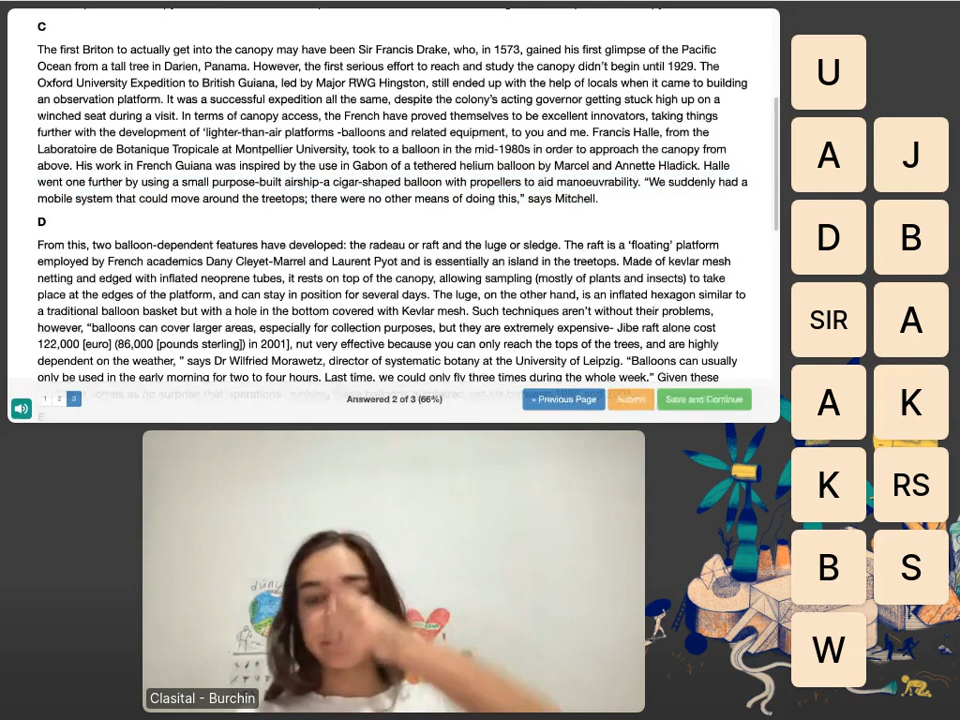 C
The first Briton to actually get into the canopy may have been Sir Francis Drake, who, in 1573, gained his first glimpse of the Pacific
Ocean from a tall tree in Darien, Panama. However, the first serious effort to reach and study the canopy didn't begin until 1929. The
Oxford University Expedition to British Guiana, led by Major RWG Hingston, still ended up with the help of locals when it came to building
an observation platform. It was a successful expedition all the same, despite the colony's acting governor getting stuck high up on a
winched seat during a visit. In terms of canopy access, the French have proved themselves to be excellent innovators, taking things
further with the development of 'lighter-than-air platforms -balloons and related equipment, to you and me. Francis Halle, from the
Laboratoire de Botanique Tropicale at Montpellier University, took to a balloon in the mid-1980s in order to approach the canopy from
above. His work in French Guiana was inspired by the use in Gabon of a tethered helium balloon by Marcel and Annette Hladick. Halle
went one further by using a small purpose-built airship-a cigar-shaped balloon with propellers to aid manoeuvrability. "We suddenly had a
mobile system that could move around the treetops; there were no other means of doing this," says Mitchell.
D
From this, two balloon-dependent features have developed: the radeau or raft and the luge or sledge. The raft is a 'floating' platform
employed by French academics Dany Cleyet-Marrel and Laurent Pyot and is essentially an island in the treetops. Made of kevlar mesh
netting and edged with inflated neoprene tubes, it rests on top of the canopy, allowing sampling (mostly of plants and insects) to take
place at the edges of the platform, and can stay in position for several days. The luge, on the other hand, is an inflated hexagon similar to
a traditional balloon basket but with a hole in the bottom covered with Kevlar mesh. Such techniques aren't without their problems,
however, "balloons can cover larger areas, especially for collection purposes, but they are extremely expensive- Jibe raft alone cost
122,000 [euro] (86,000 [pounds sterling]) in 2001], nut very effective because you can only reach the tops of the trees, and are highly
dependent on the weather, " says Dr Wilfried Morawetz, director of systematic botany at the University of Leipzig. "Balloons can usually
only be used in the early morning for two to four hours. Last time, we could only fly three times during the whole week." Given these
E
1 2 3
Answered 2 of 3 (66%)
« Previous Page
Submit
Save and Continue
Clasital - Burchin
dünya
U
A J
D B
SIR A
A K
K RS
B S
W